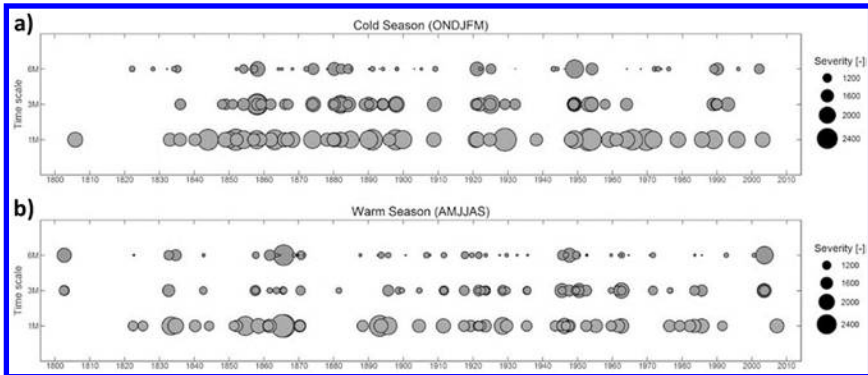 a)
Cold Season (ONDJFM)
Time scale
6M
3M
1M
1800 1810 1820 1830 1840 1850 1860 1870 1880 1890 1900 1910 1920 1930 1940 1950 1960 1970 1980 1990 2000 2010
Severity [-]
1200
1600
2000
2400
b)
Warm Season (AMJJAS)
Time scale
6M
3M
1M
1800 1810 1820 1830 1840 1850 1860 1870 1880 1890 1900 1910 1920 1930 1940 1950 1960 1970 1980 1990 2000 2010
Severity [-]
1200
1600
2000
2400